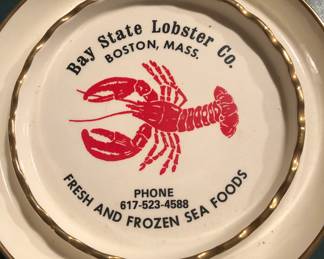 Bay State Lobster Co.
BOSTON, MASS.
PHONE
617-523-4588
FRESH AND FROZEN SEA FOODS